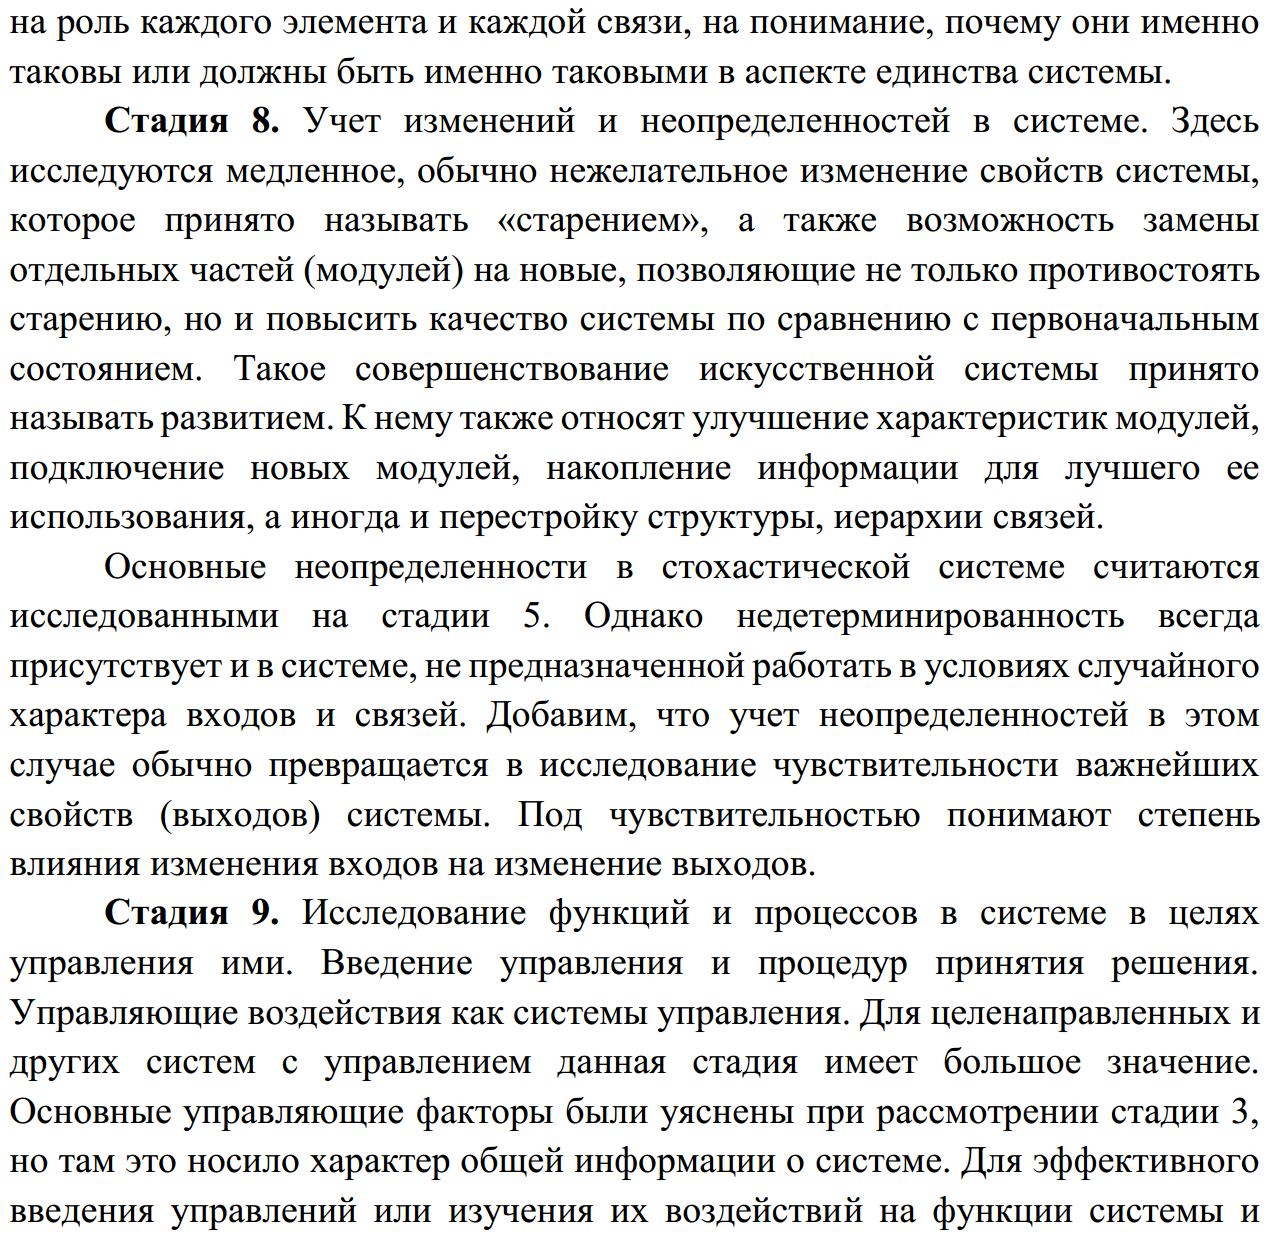 на роль каждого элемента и каждой связи, на понимание, почему они именно
таковы или должны быть именно таковыми в аспекте единства системы.
Стадия 8. Учет изменений и неопределенностей в системе. Здесь
исследуются медленное, обычно нежелательное изменение свойств системы,
которое принято называть «старением», а также возможность замены
отдельных частей (модулей) на новые, позволяющие не только противостоять
старению, но и повысить качество системы по сравнению с первоначальным
состоянием. Такое совершенствование искусственной системы принято
называть развитием. К нему также относят улучшение характеристик модулей,
подключение новых модулей, накопление информации для лучшего ее
использования, а иногда и перестройку структуры, иерархии связей.
Основные неопределенности в стохастической системе считаются
исследованными на стадии 5. Однако недетерминированность всегда
присутствует и в системе, не предназначенной работать в условиях случайного
характера входов и связей. Добавим, что учет неопределенностей в этом
случае обычно превращается в исследование чувствительности важнейших
свойств (выходов) системы. Под чувствительностью понимают степень
влияния изменения входов на изменение выходов.
Стадия 9. Исследование функций и процессов в системе в целях
управления ими. Введение управления и процедур принятия решения.
Управляющие воздействия как системы управления. Для целенаправленных и
других систем с управлением данная стадия имеет большое значение.
Основные управляющие факторы были уяснены при рассмотрении стадии 3,
но там это носило характер общей информации о системе. Для эффективного
введения управлений или изучения их воздействий на функции системы и